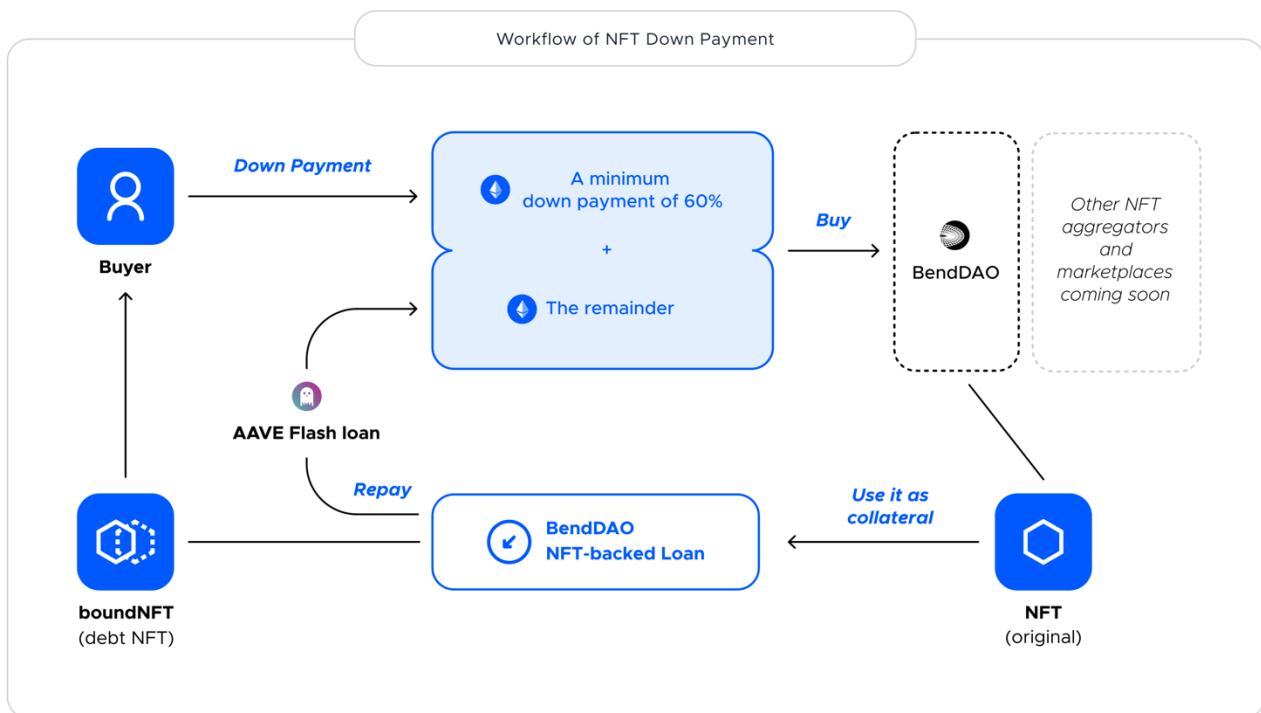 Workflow of NFT Down Payment
Down Payment
A minimum
down payment of 60%
+
The remainder
Buy
BendDAO
Other NFT
aggregators
and
marketplaces
coming soon
Buyer
AAVE Flash loan
Repay
BendDAO
NFT-backed Loan
Use it as
collateral
boundNFT
(debt NFT)
NFT
(original)